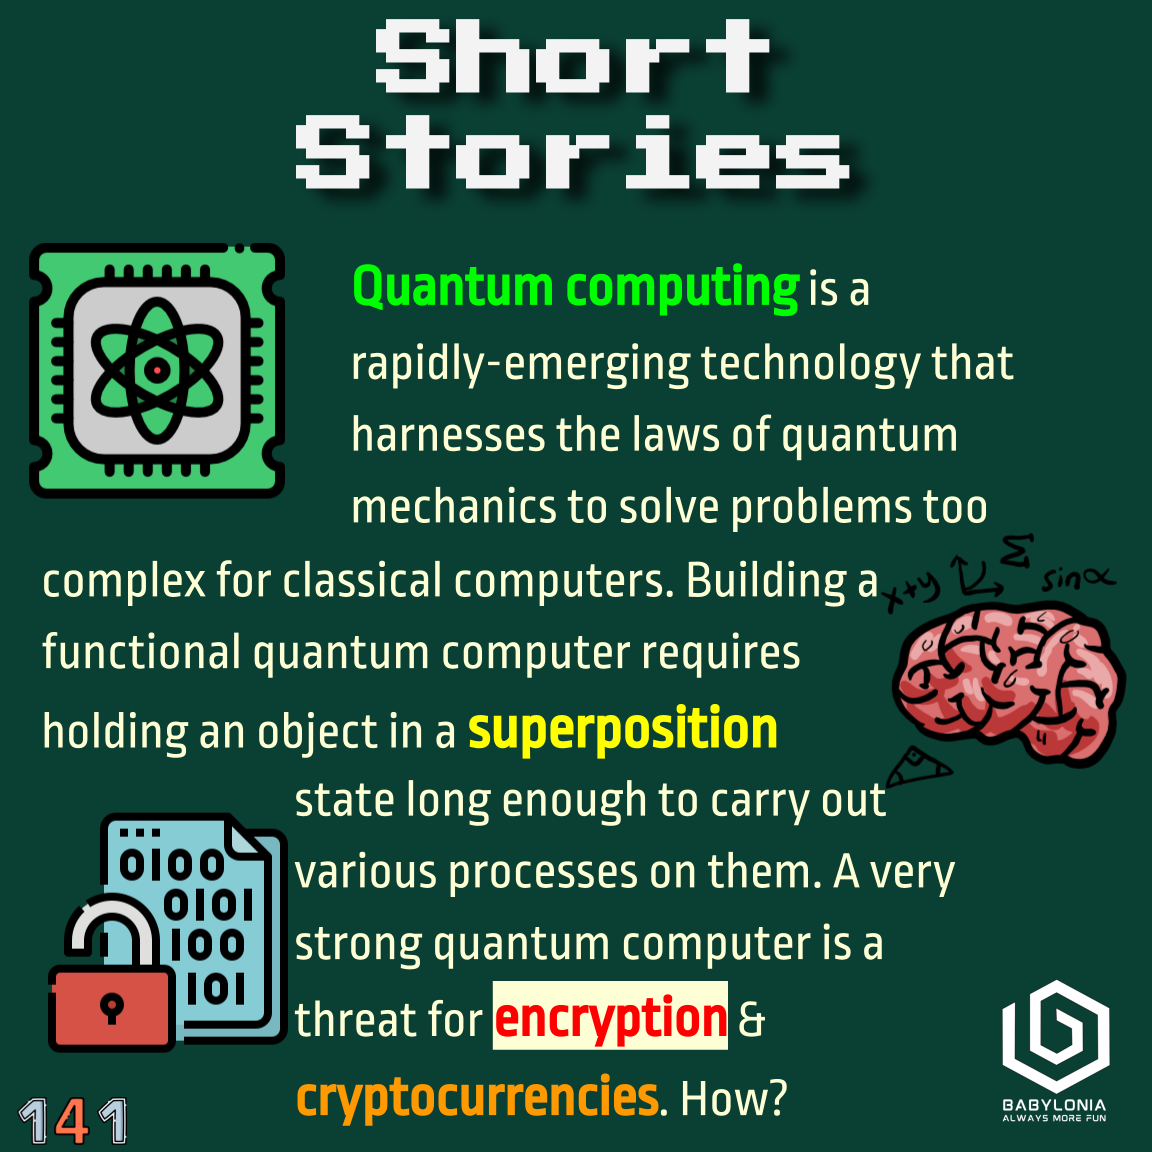 Short
Stories
Quantum computing is a
rapidly-emerging technology that
harnesses the laws of quantum
mechanics to solve problems too
complex for classical computers. Building a
functional quantum computer requires
holding an object in a superposition
state long enough to carry out
various processes on them. A very
strong quantum computer is a
threat for encryption &
cryptocurrencies. How?
x+y
Σ
sin∝
4
0100
0101
100
101
BABYLONIA
ALWAYS MORE FUN
141